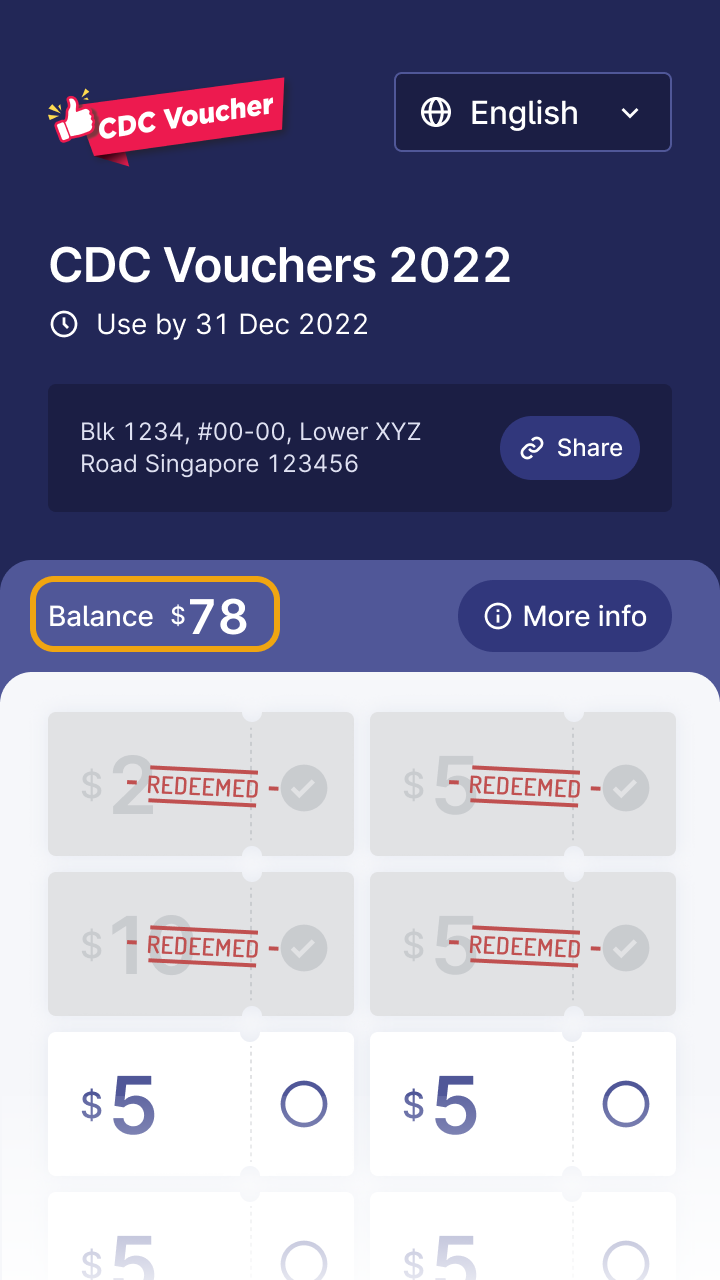 CDC Voucher
English
CDC Vouchers 2022
Use by 31 Dec 2022
Blk 1234, #00-00, Lower XYZ
Road Singapore 123456
Share
Balance $78
More info
$2 REDEEMED
$5 REDEEMED
$10 REDEEMED
$5 REDEEMED
$5
$5
$5
$5